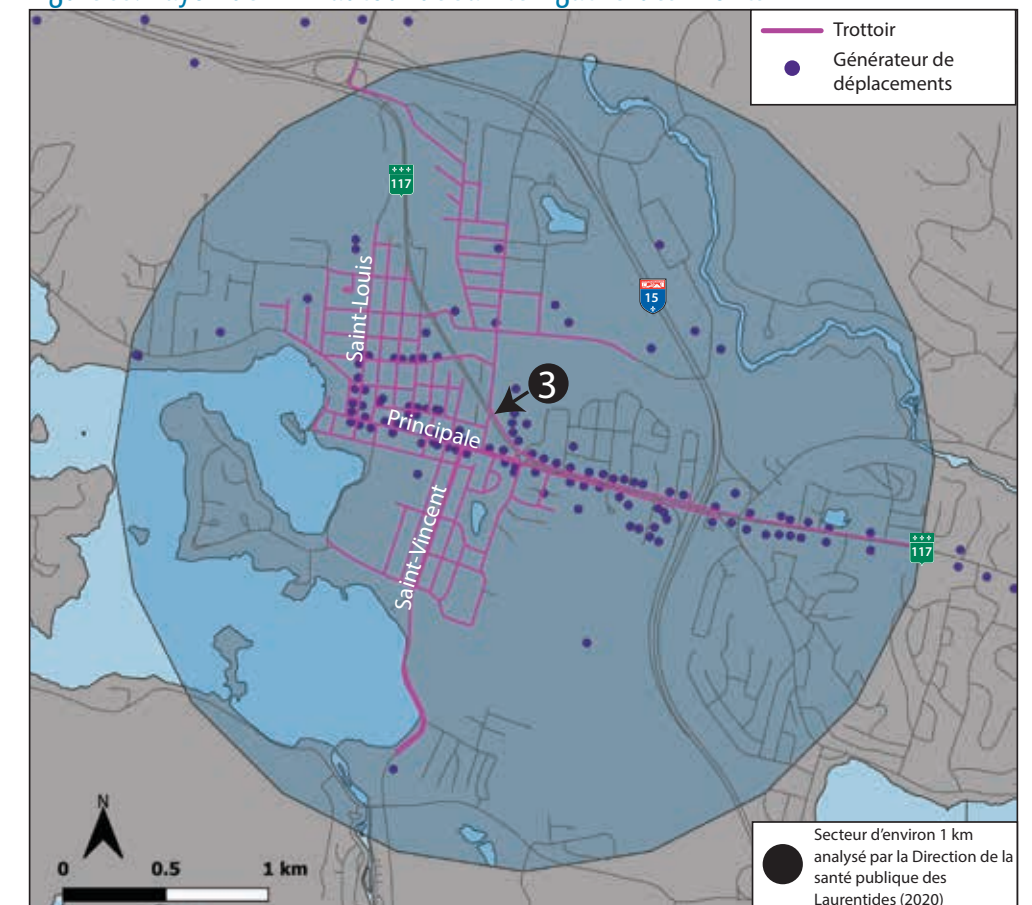 Trottoir
Générateur de
déplacements
117
15
Saint-Louis
3
Principale
Saint-Vincent
117
N
0 0.5 1 km
Secteur d'environ 1 km
analysé par la Direction de la
santé publique des
Laurentides (2020)